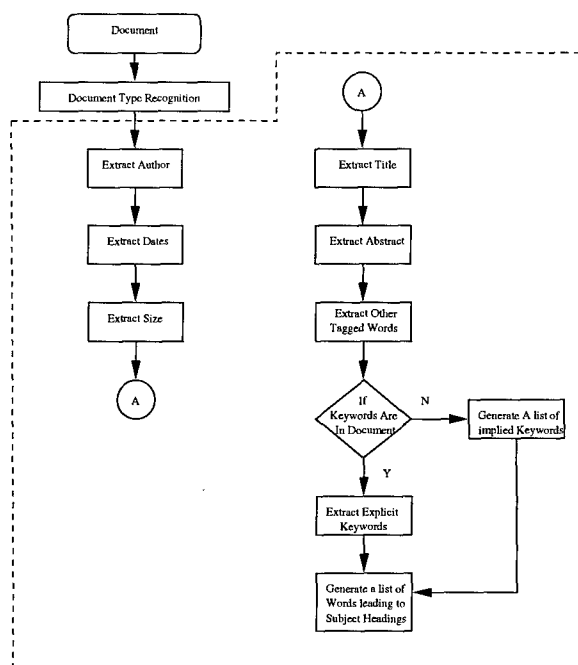 Document
Document Type Recognition
Extract Author
Extract Dates
Extract Size
A
A
Extract Title
Extract Abstract
Extract Other
Tagged Words
If
Keywords Are
In Document
N
Generate A list of
implied Keywords
Y
Extract Explicit
Keywords
Generate a list of
Words leading to
Subject Headings